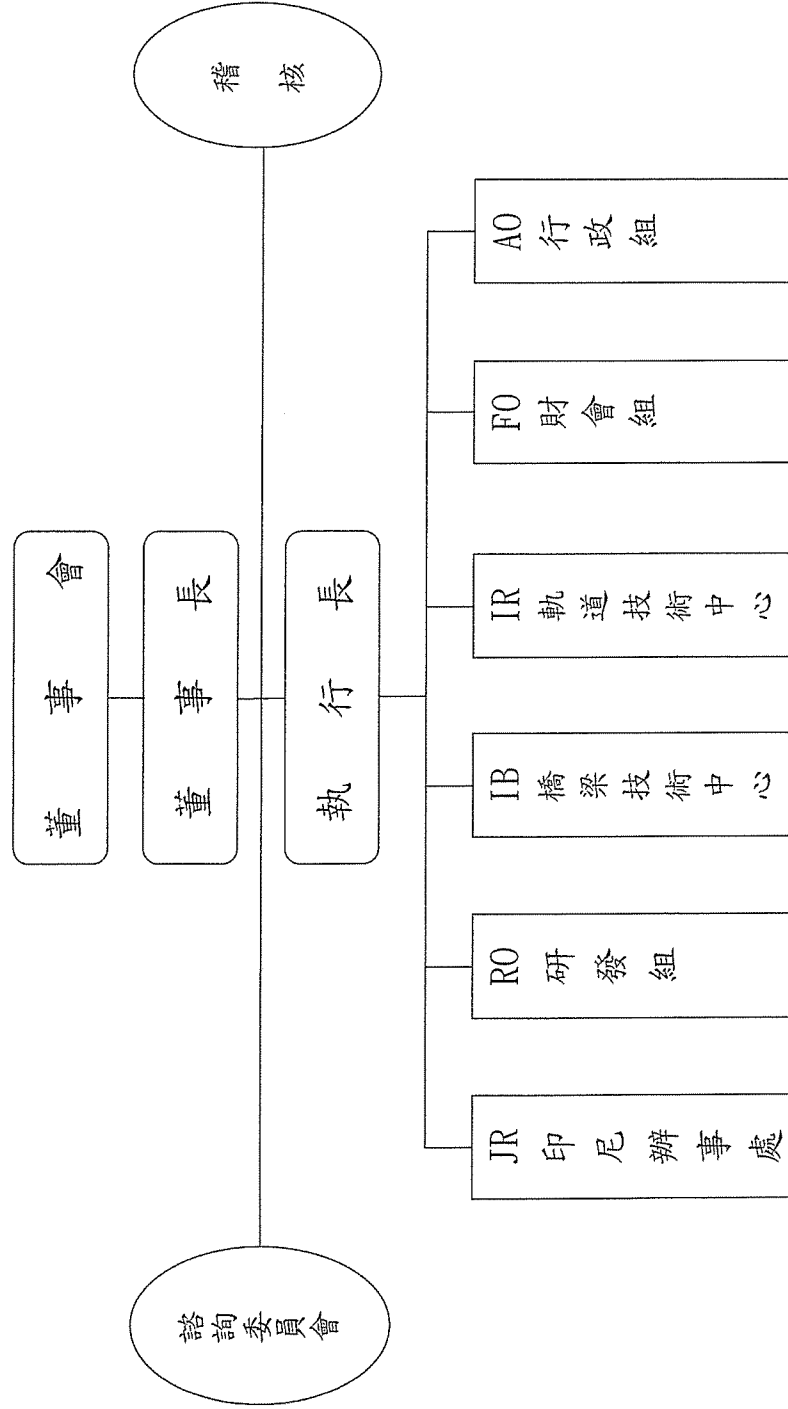 董事會
董事長
諮詢委員會
稽核
執行長
JR 印尼辦事處
RO 研發組
IB 橋梁技術中心
IR 軌道技術中心
FO 財會組
AO 行政組